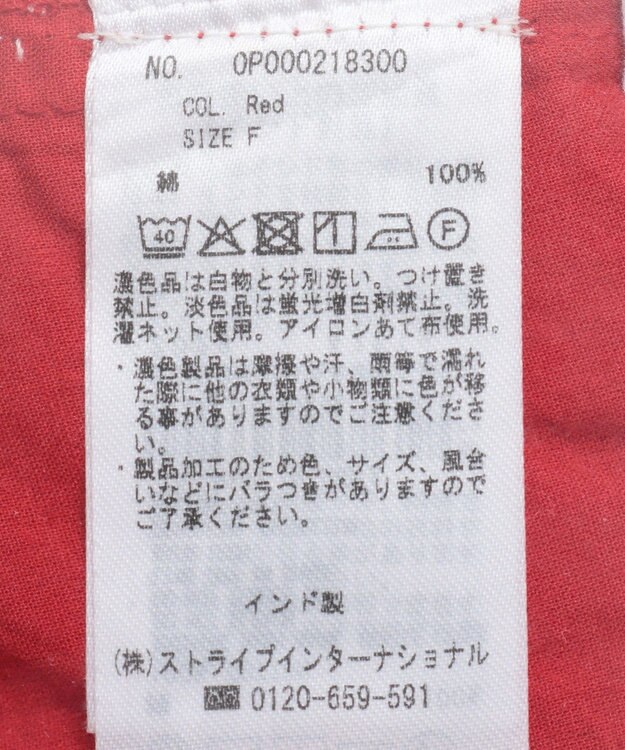 NO. 0P000218300
COL. Red
SIZE F
綿 100%
40 F
濃色品は白物と分別洗い。つけ置き
禁止。淡色品は蛍光増白剤禁止。洗
濯ネット使用。アイロンあて布使用。
・濃色製品は摩擦や汗、雨等で濡れ
た際に他の衣類や小物類に色が移
る事がありますのでご注意くださ
い。
・製品加工のため色、サイズ、風合
いなどにバラつきがありますので
ご了承ください。
インド製
(株)ストライプインターナショナル
0120-659-591